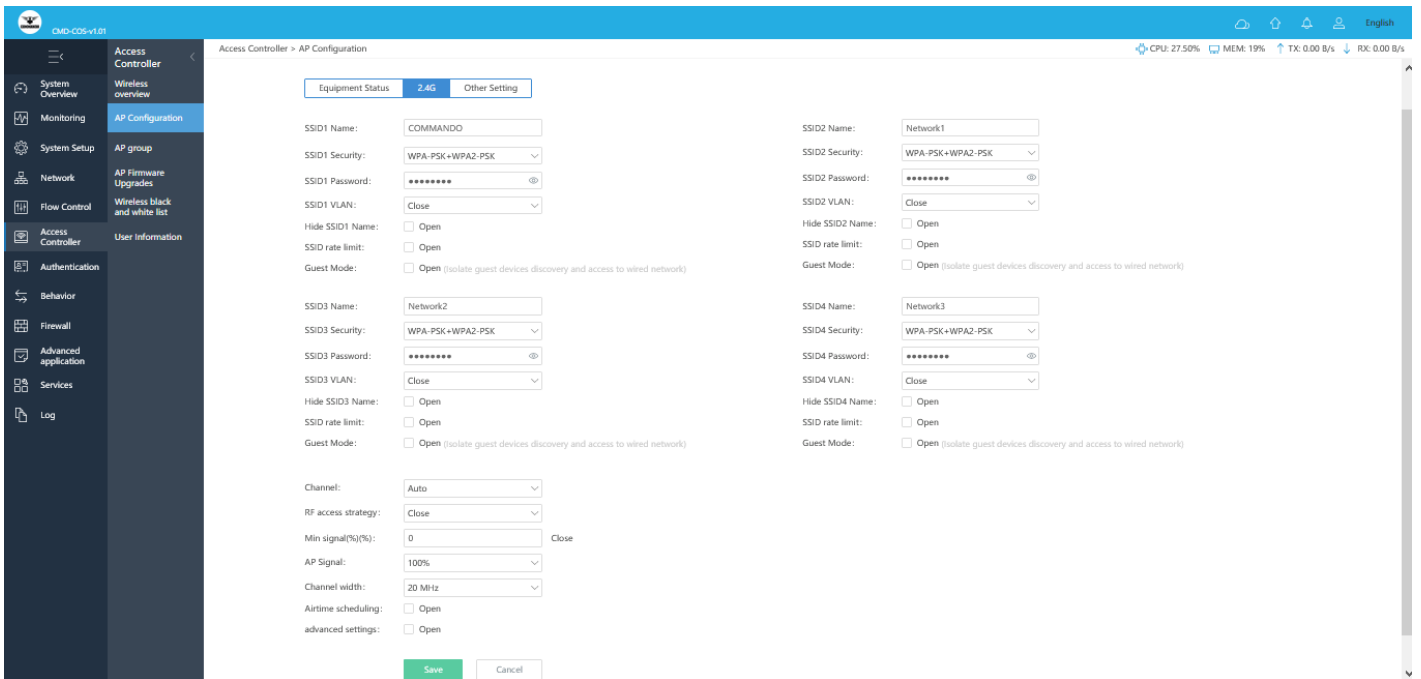 CMD-COS-v1.01
English
Access Controller
Access Controller > AP Configuration
CPU: 27.50% MEM: 19% TX: 0.00 B/s RX: 0.00 B/s
System Overview
Monitoring
System Setup
Network
Flow Control
Access Controller
Authentication
Behavior
Firewall
Advanced application
Services
Log
Wireless overview
AP Configuration
AP group
AP Firmware Upgrades
Wireless black and white list
User Information
Equipment Status 2.4G Other Setting
SSID1 Name: COMMANDO
SSID1 Security: WPA-PSK+WPA2-PSK
SSID1 Password: ••••••••
SSID1 VLAN: Close
Hide SSID1 Name: Open
SSID rate limit: Open
Guest Mode: Open (Isolate guest devices discovery and access to wired network)
SSID2 Name: Network1
SSID2 Security: WPA-PSK+WPA2-PSK
SSID2 Password: ••••••••
SSID2 VLAN: Close
Hide SSID2 Name: Open
SSID rate limit: Open
Guest Mode: Open (Isolate guest devices discovery and access to wired network)
SSID3 Name: Network2
SSID3 Security: WPA-PSK+WPA2-PSK
SSID3 Password: ••••••••
SSID3 VLAN: Close
Hide SSID3 Name: Open
SSID rate limit: Open
Guest Mode: Open (Isolate guest devices discovery and access to wired network)
SSID4 Name: Network3
SSID4 Security: WPA-PSK+WPA2-PSK
SSID4 Password: ••••••••
SSID4 VLAN: Close
Hide SSID4 Name: Open
SSID rate limit: Open
Guest Mode: Open (Isolate guest devices discovery and access to wired network)
Channel: Auto
RF access strategy: Close
Min signal(%)(%): 0 Close
AP Signal: 100%
Channel width: 20 MHz
Airtime scheduling: Open
advanced settings: Open
Save Cancel